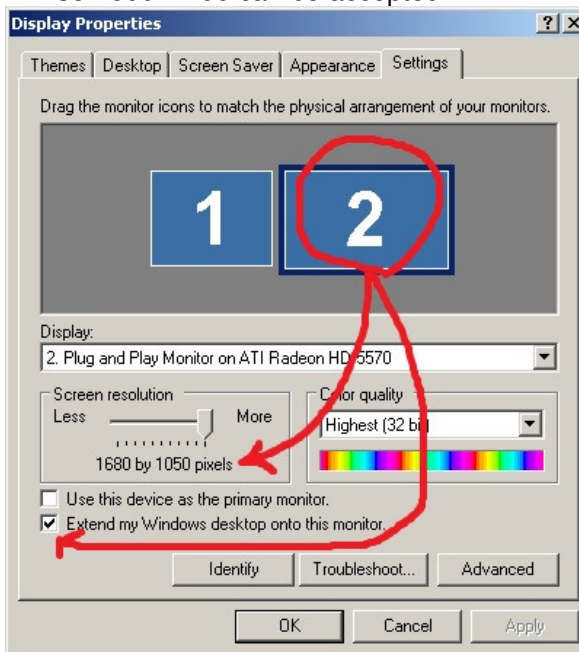 Display Properties
Themes Desktop Screen Saver Appearance Settings
Drag the monitor icons to match the physical arrangement of your monitors.
1 2
Display:
2. Plug and Play Monitor on ATI Radeon HD 5570
Screen resolution
Less More
1680 by 1050 pixels
Color quality
Highest (32 bit)
Use this device as the primary monitor.
Extend my Windows desktop onto this monitor.
Identify Troubleshoot... Advanced
OK Cancel Apply